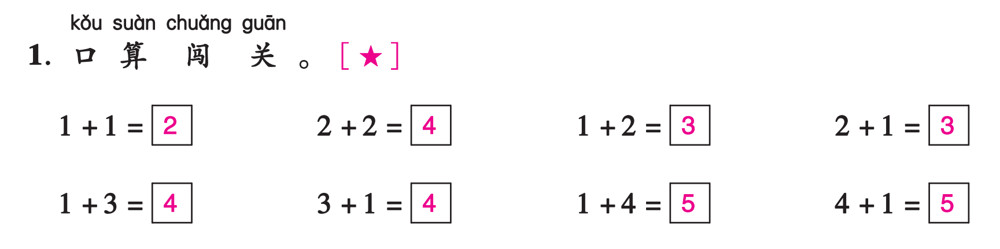 kǒu suàn chuǎng guān
1. 口算闯关。[★]
1+1=2 2+2=4 1+2=3 2+1=3
1+3=4 3+1=4 1+4=5 4+1=5